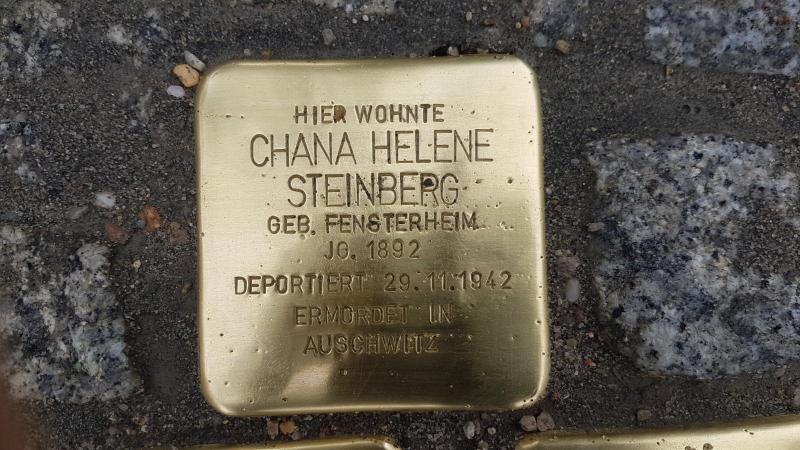 HIER WOHNTE
CHANA HELENE
STEINBERG
GEB. FENSTERHEIM
JG. 1892
DEPORTIERT 29.11.1942
ERMORDET IN
AUSCHWITZ